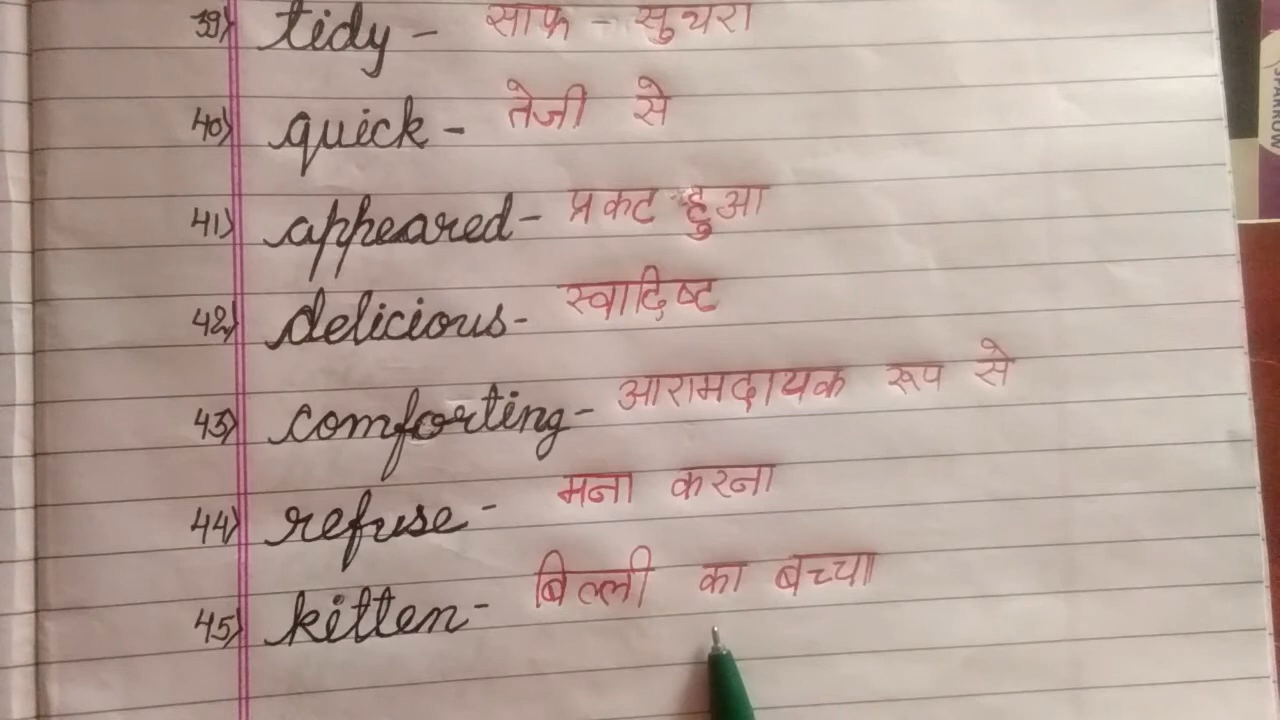 39) tidy - साफ - सुथरा
40) quick - तेजी से
41) appeared - प्रकट हुआ
42) delicious - स्वादिष्ट
43) comforting - आरामदायक रूप से
44) refuse - मना करना
45) kitten - बिल्ली का बच्चा
SPARROW